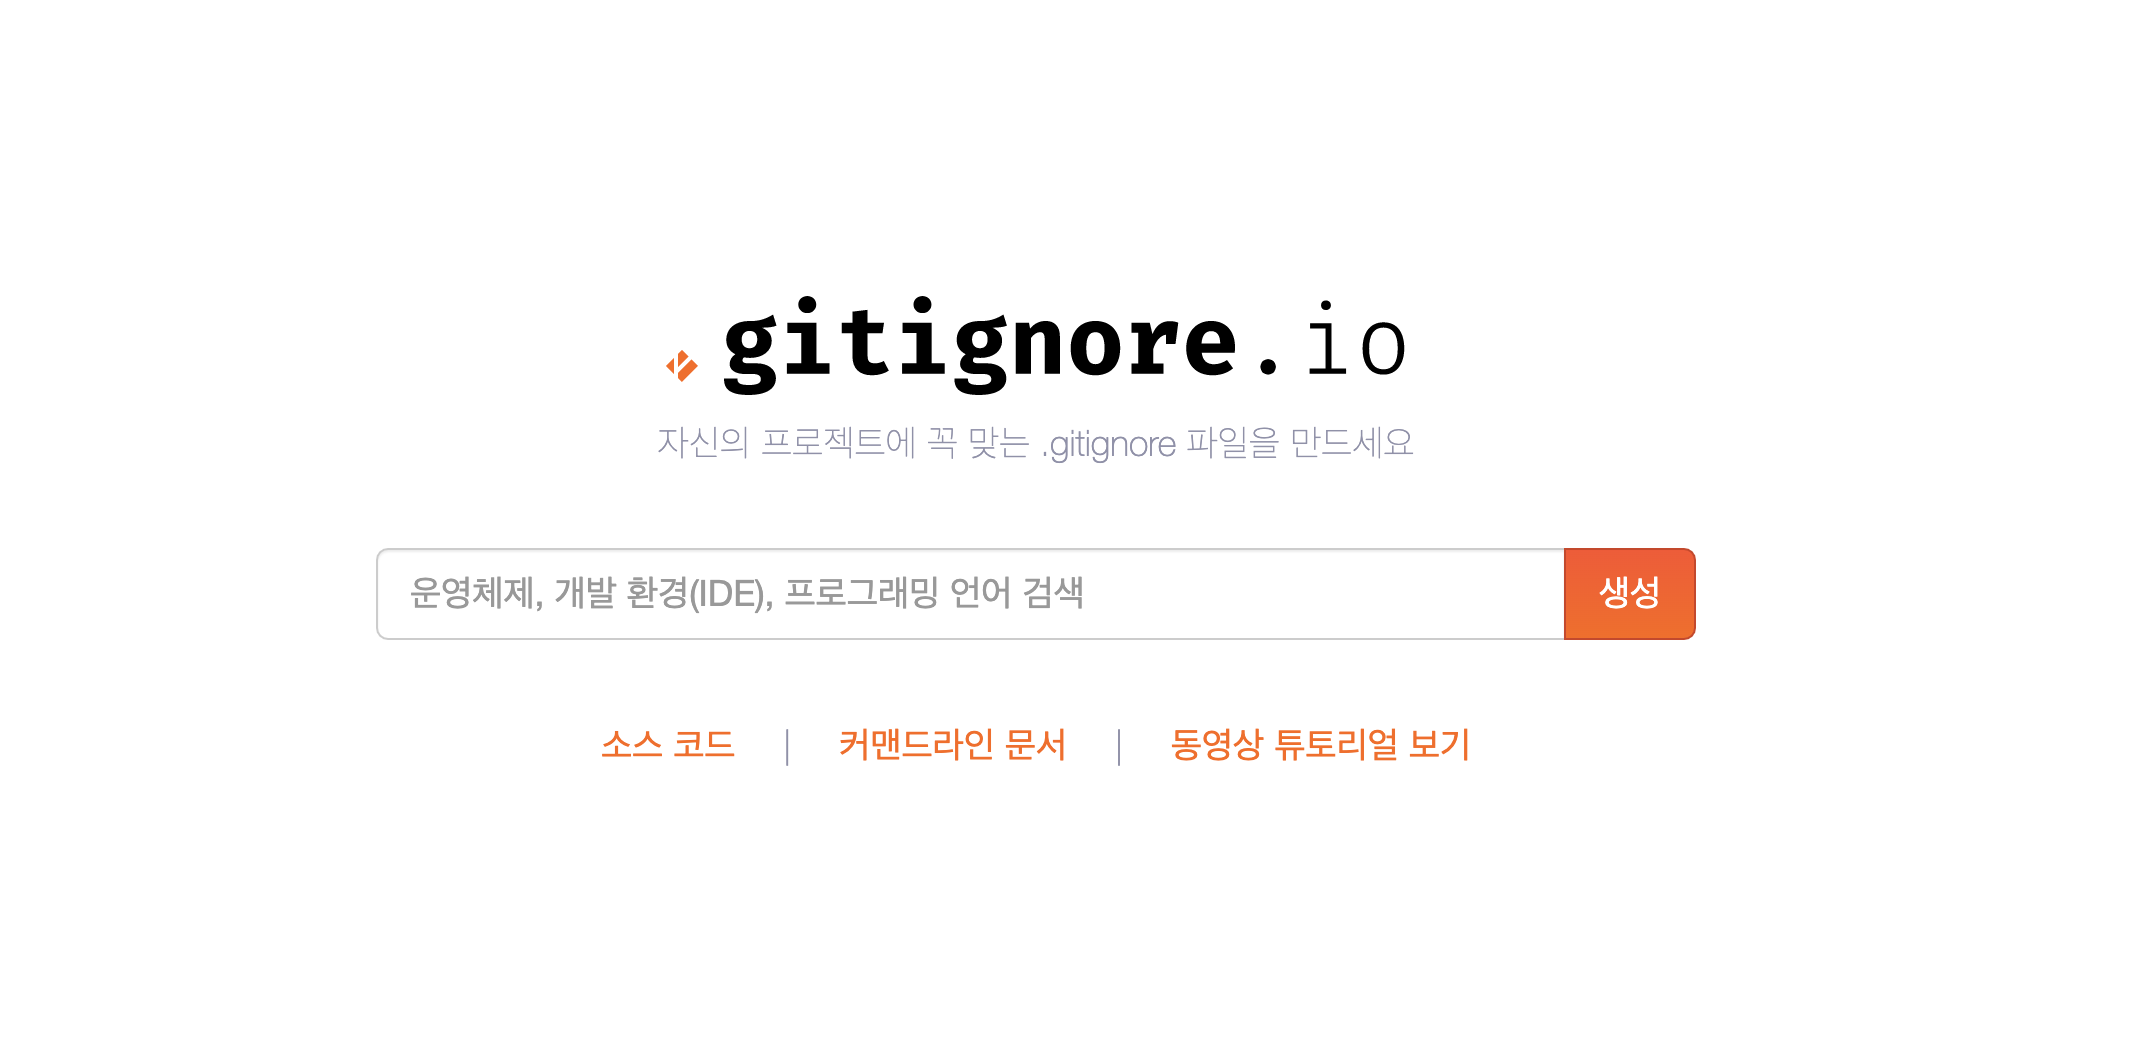 gitignore.io
자신의 프로젝트에 꼭 맞는 .gitignore 파일을 만드세요
운영체제, 개발 환경(IDE), 프로그래밍 언어 검색 생성
소스 코드 | 커맨드라인 문서 | 동영상 튜토리얼 보기